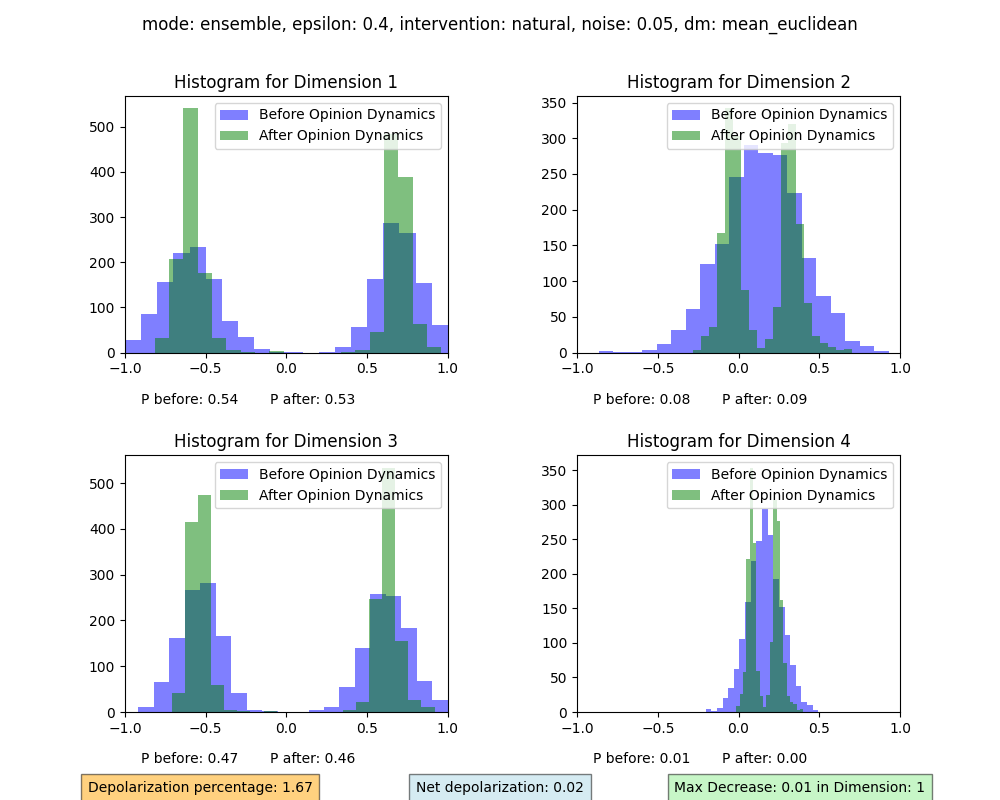 mode: ensemble, epsilon: 0.4, intervention: natural, noise: 0.05, dm: mean_euclidean
Histogram for Dimension 1
Before Opinion Dynamics
After Opinion Dynamics
500
400
300
200
100
0
−1.0 −0.5 0.0 0.5 1.0
P before: 0.54 P after: 0.53
Histogram for Dimension 2
Before Opinion Dynamics
After Opinion Dynamics
350
300
250
200
150
100
50
0
−1.0 −0.5 0.0 0.5 1.0
P before: 0.08 P after: 0.09
Histogram for Dimension 3
Before Opinion Dynamics
After Opinion Dynamics
500
400
300
200
100
0
−1.0 −0.5 0.0 0.5 1.0
P before: 0.47 P after: 0.46
Histogram for Dimension 4
Before Opinion Dynamics
After Opinion Dynamics
350
300
250
200
150
100
50
0
−1.0 −0.5 0.0 0.5 1.0
P before: 0.01 P after: 0.00
Depolarization percentage: 1.67
Net depolarization: 0.02
Max Decrease: 0.01 in Dimension: 1